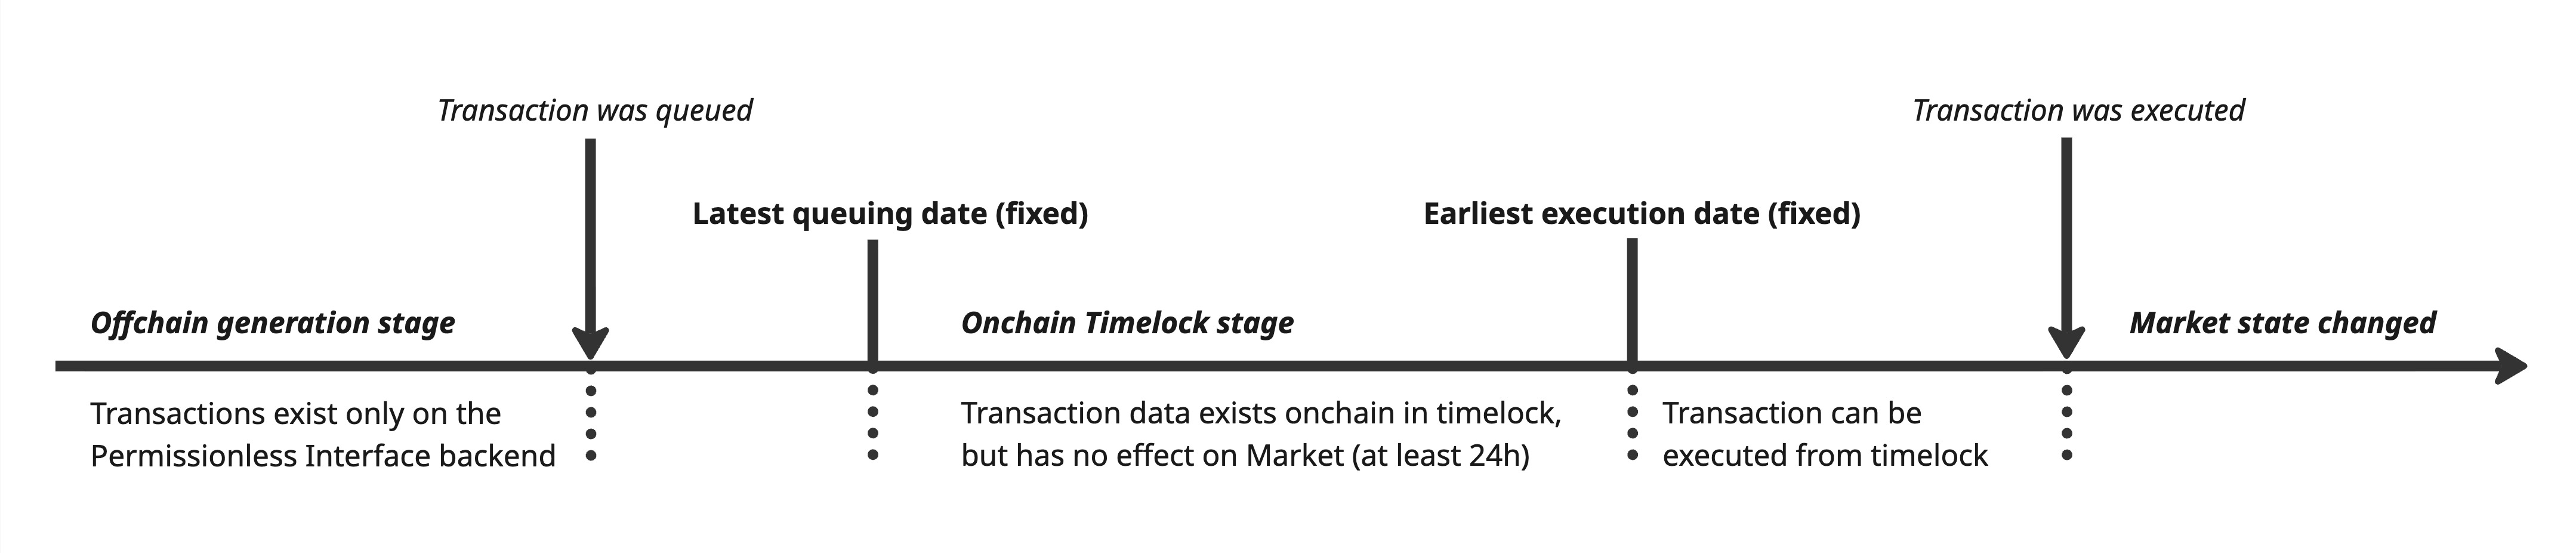 Transaction was queued
Transaction was executed
Latest queuing date (fixed)
Earliest execution date (fixed)
Offchain generation stage
Onchain Timelock stage
Market state changed
Transactions exist only on the
Permissionless Interface backend
Transaction data exists onchain in timelock,
but has no effect on Market (at least 24h)
Transaction can be
executed from timelock